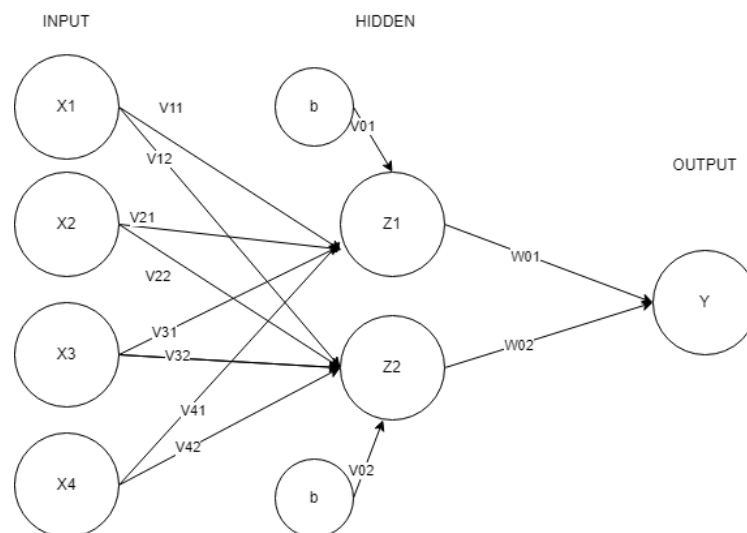 INPUT
HIDDEN
OUTPUT
X1
X2
X3
X4
V11
V12
V21
V22
V31
V32
V41
V42
b
V01
Z1
Z2
V02
b
W01
W02
Y